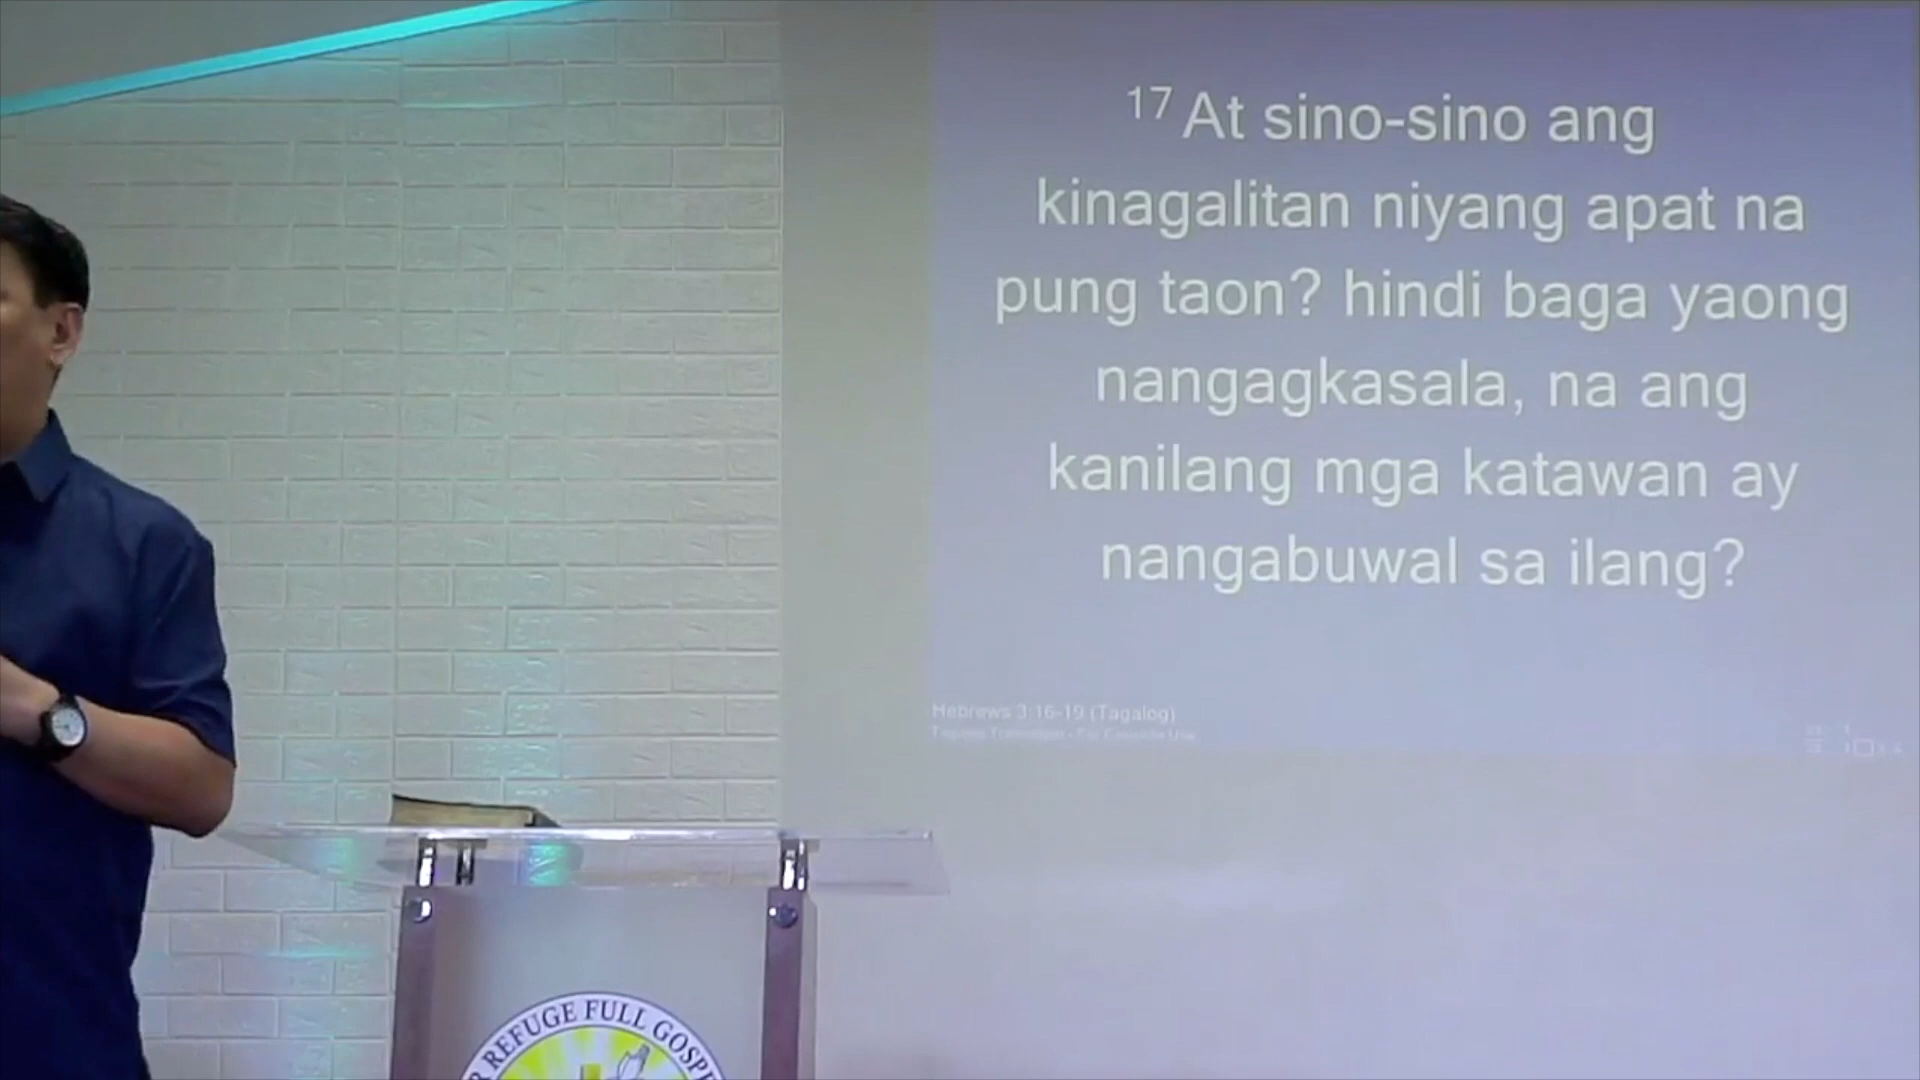 17 At sino-sino ang
kinagalitan niyang apat na
pung taon? hindi baga yaong
nangagkasala, na ang
kanilang mga katawan ay
nangabuwal sa ilang?
Hebrews 3:16-19 (Tagalog)
REFUGE FULL GOSPE